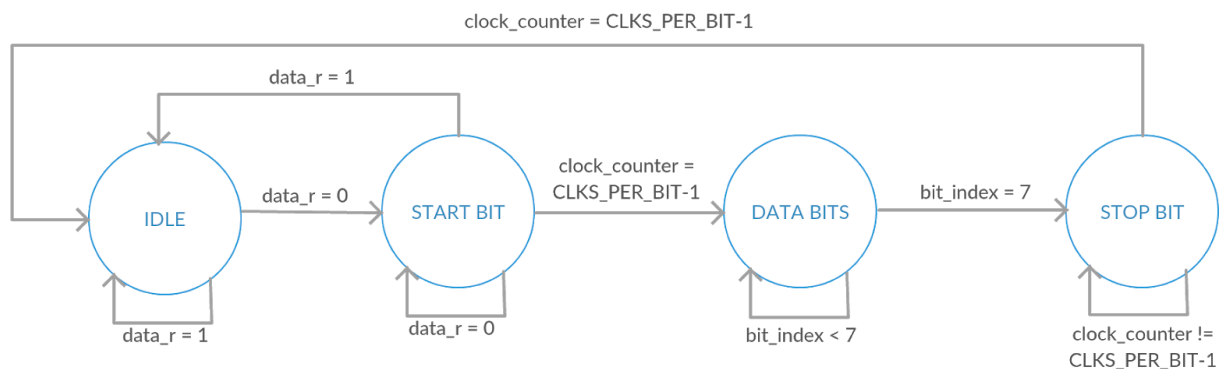 clock_counter = CLKS_PER_BIT-1
data_r = 1
clock_counter =
CLKS_PER_BIT-1
data_r = 0
bit_index = 7
IDLE
START BIT
DATA BITS
STOP BIT
data_r = 1
data_r = 0
bit_index < 7
clock_counter !=
CLKS_PER_BIT-1